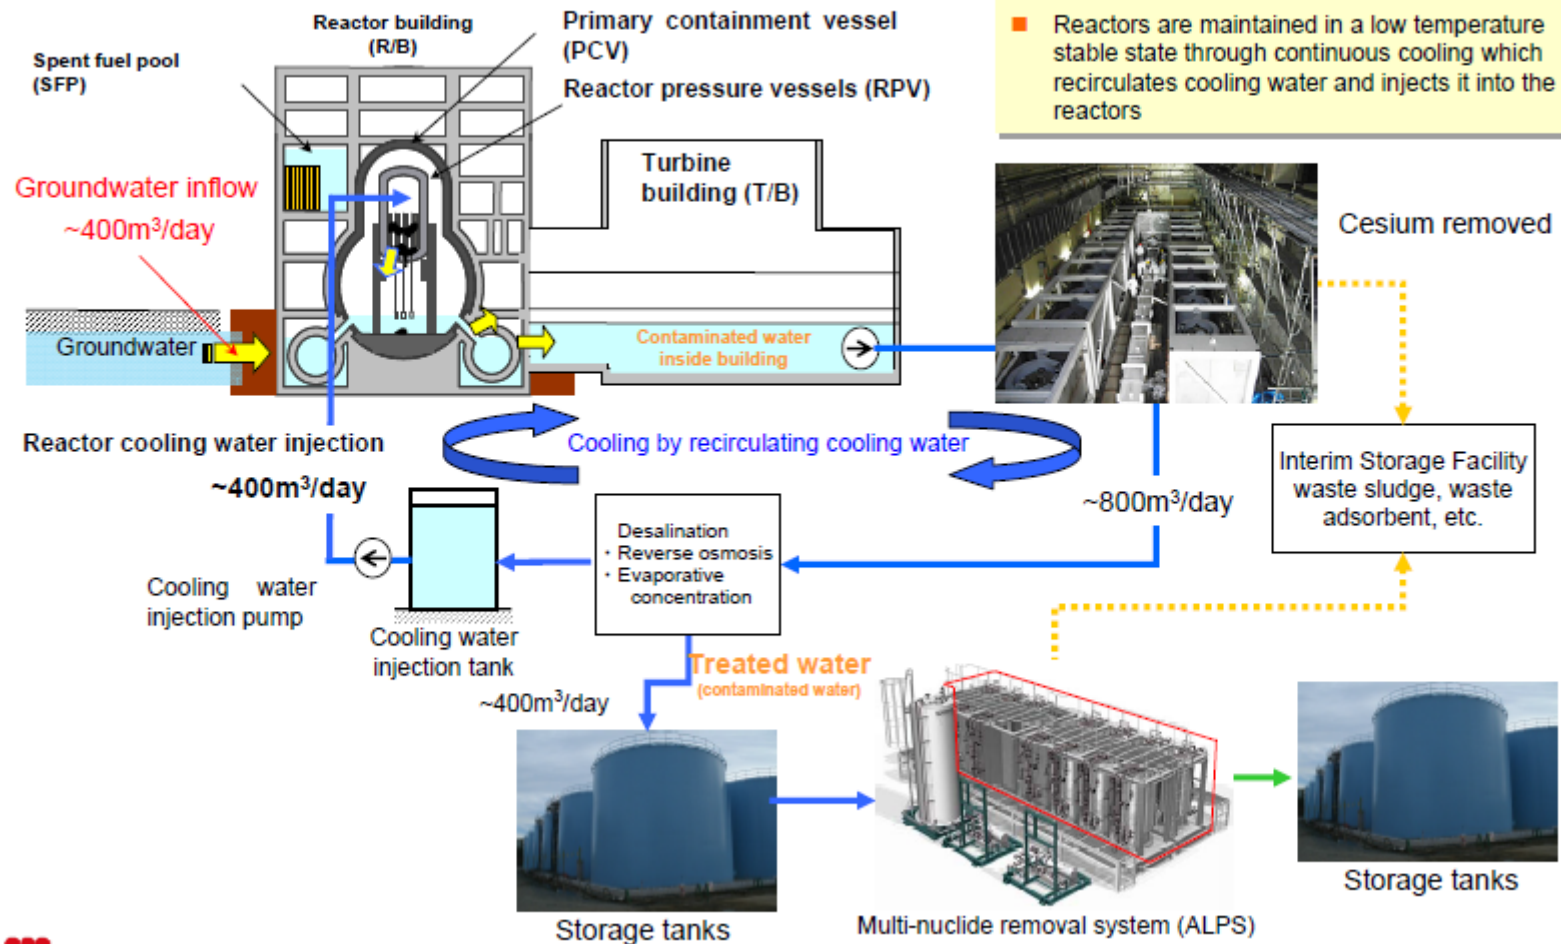 Reactor building
(R/B)
Primary containment vessel
(PCV)
Spent fuel pool
(SFP)
Reactor pressure vessels (RPV)
■ Reactors are maintained in a low temperature
stable state through continuous cooling which
recirculates cooling water and injects it into the
reactors
Turbine
building (T/B)
Groundwater inflow
~400m³/day
Cesium removed
Groundwater
Contaminated water
inside building
Reactor cooling water injection
~400m³/day
Cooling by recirculating cooling water
~800m³/day
Interim Storage Facility
waste sludge, waste
adsorbent, etc.
Desalination
・Reverse osmosis
・Evaporative
concentration
Cooling water
injection pump
Cooling water
injection tank
Treated water
(contaminated water)
~400m³/day
Storage tanks
Multi-nuclide removal system (ALPS)
Storage tanks